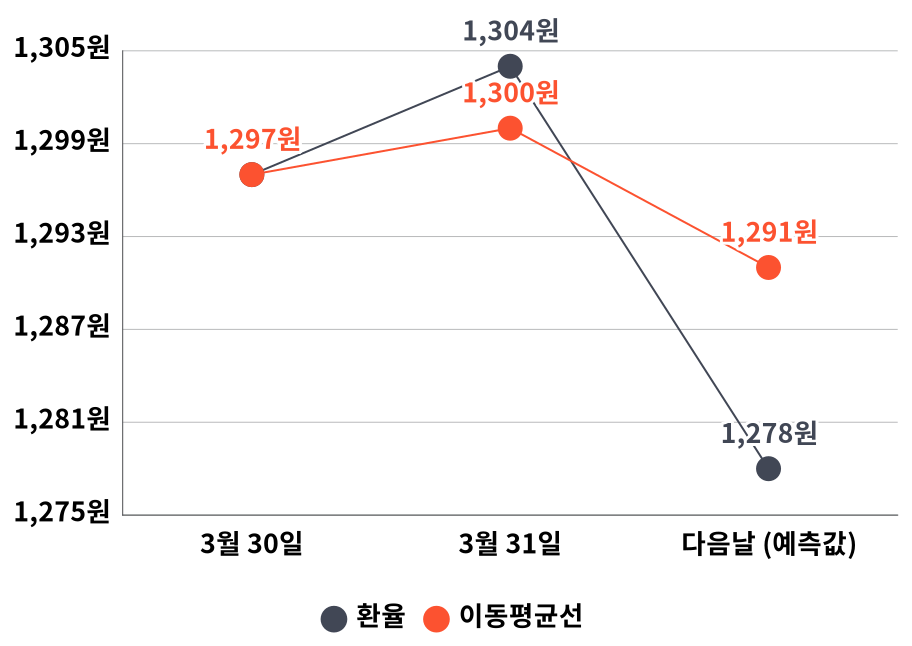 1,304원
1,305원
1,300원
1,297원
1,299원
1,291원
1,293원
1,287원
1,278원
1,281원
1,275원
3월 30일 3월 31일 다음날 (예측값)
환율 이동평균선